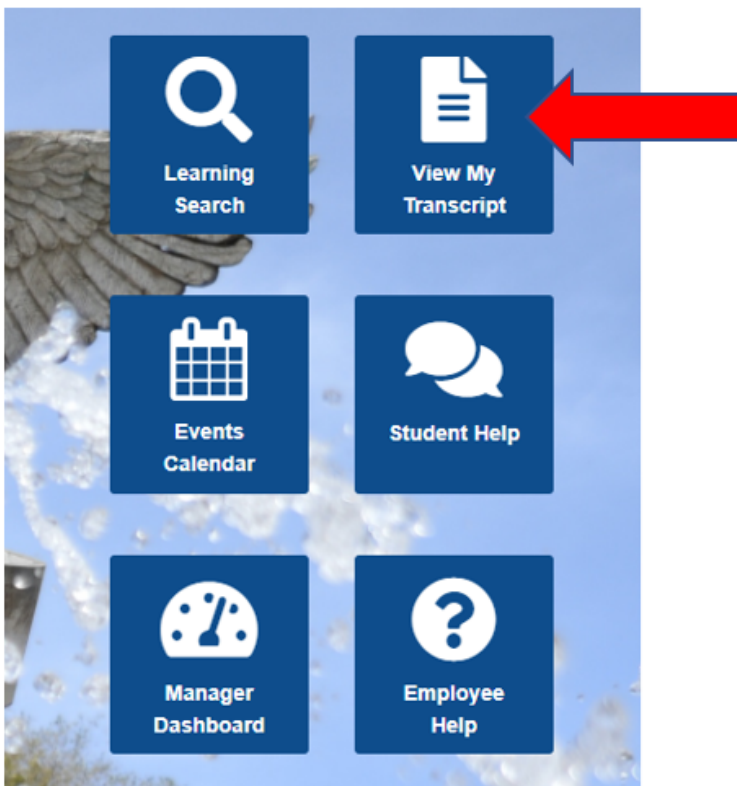 Learning
Search
View My
Transcript
Events
Calendar
Student Help
Manager
Dashboard
Employee
Help